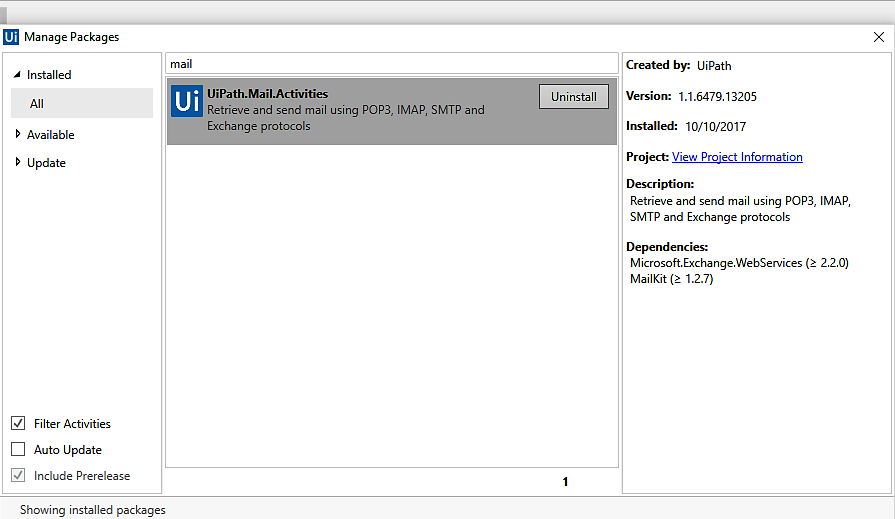 Ui Manage Packages
Installed
All
Available
Update
Filter Activities
Auto Update
Include Prerelease
mail
Ui UiPath.Mail.Activities
Retrieve and send mail using POP3, IMAP, SMTP and
Exchange protocols
Uninstall
1
Created by: UiPath
Version: 1.1.6479.13205
Installed: 10/10/2017
Project: View Project Information
Description:
Retrieve and send mail using POP3, IMAP,
SMTP and Exchange protocols
Dependencies:
Microsoft.Exchange.WebServices (≥ 2.2.0)
MailKit (≥ 1.2.7)
Showing installed packages